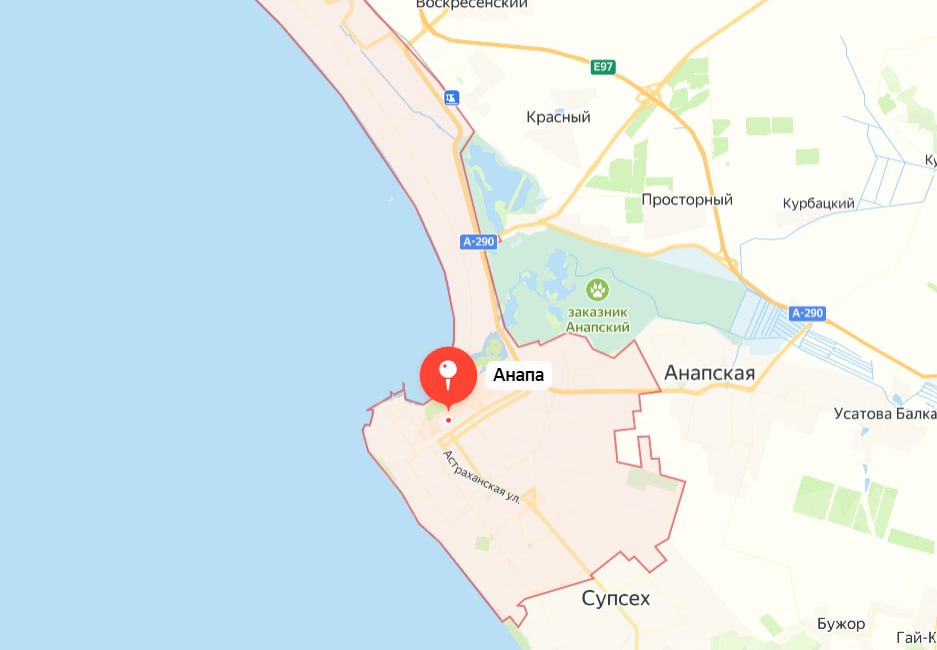 Воскресенский
E97
Красный
Ку
Просторный
Курбацкий
А-290
заказник
Анапский
А-290
Анапа
Анапская
Усатова Балка
Астраханская ул.
Супсех
Бужор
Гай-К